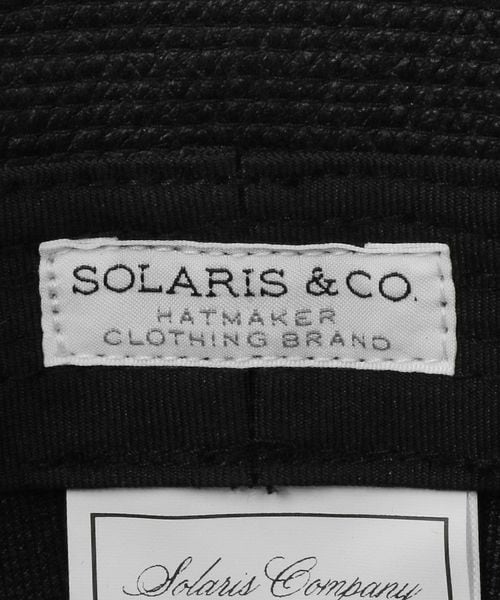 SOLARIS & CO.
HATMAKER
CLOTHING BRAND
Solaris Company